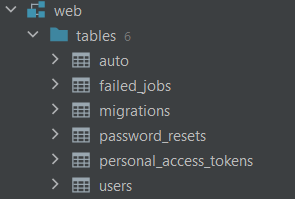 web
tables 6
auto
failed_jobs
migrations
password_resets
personal_access_tokens
users